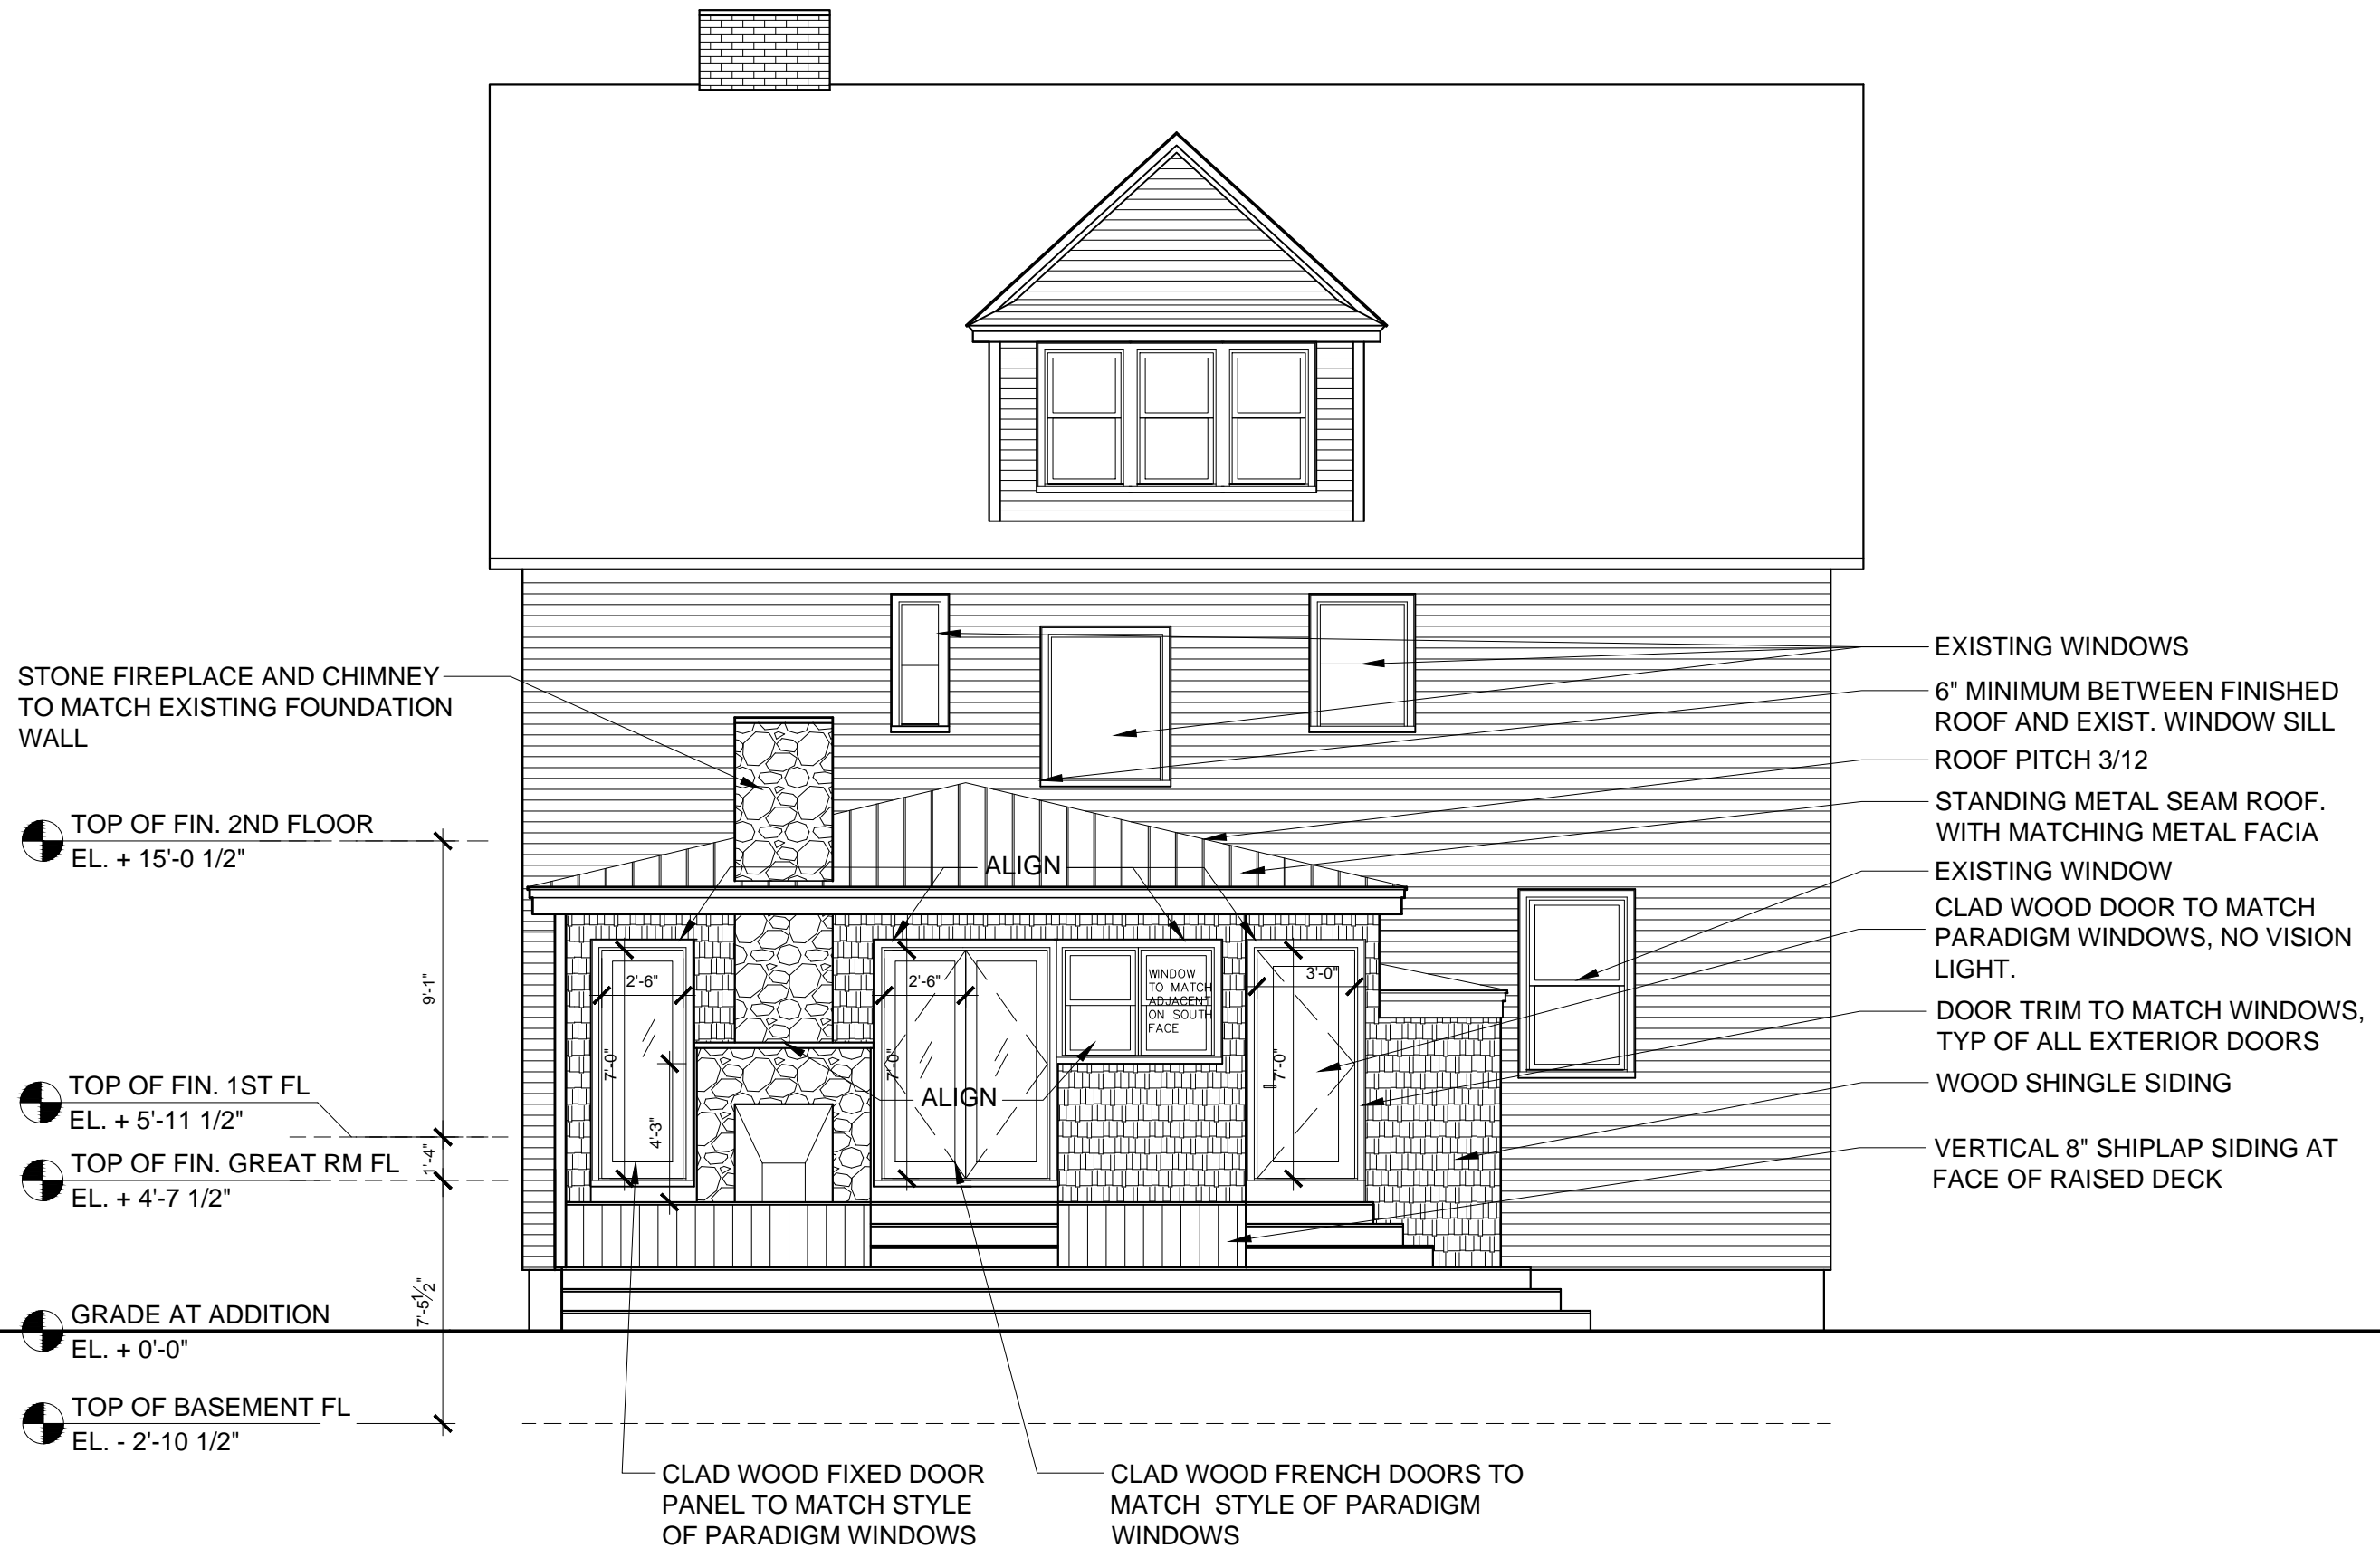 STONE FIREPLACE AND CHIMNEY
TO MATCH EXISTING FOUNDATION
WALL
TOP OF FIN. 2ND FLOOR
EL. + 15'-0 1/2"
TOP OF FIN. 1ST FL
EL. + 5'-11 1/2"
TOP OF FIN. GREAT RM FL
EL. + 4'-7 1/2"
GRADE AT ADDITION
EL. + 0'-0"
TOP OF BASEMENT FL
EL. - 2'-10 1/2"
9'-1"
1'-4"
7'-5 1/2"
ALIGN
2'-6"
7'-0"
4'-3"
2'-6"
7'-0"
ALIGN
WINDOW
TO MATCH
ADJACENT
ON SOUTH
FACE
3'-0"
7'-0"
EXISTING WINDOWS
6" MINIMUM BETWEEN FINISHED
ROOF AND EXIST. WINDOW SILL
ROOF PITCH 3/12
STANDING METAL SEAM ROOF.
WITH MATCHING METAL FACIA
EXISTING WINDOW
CLAD WOOD DOOR TO MATCH
PARADIGM WINDOWS, NO VISION
LIGHT.
DOOR TRIM TO MATCH WINDOWS,
TYP OF ALL EXTERIOR DOORS
WOOD SHINGLE SIDING
VERTICAL 8" SHIPLAP SIDING AT
FACE OF RAISED DECK
CLAD WOOD FIXED DOOR
PANEL TO MATCH STYLE
OF PARADIGM WINDOWS
CLAD WOOD FRENCH DOORS TO
MATCH STYLE OF PARADIGM
WINDOWS